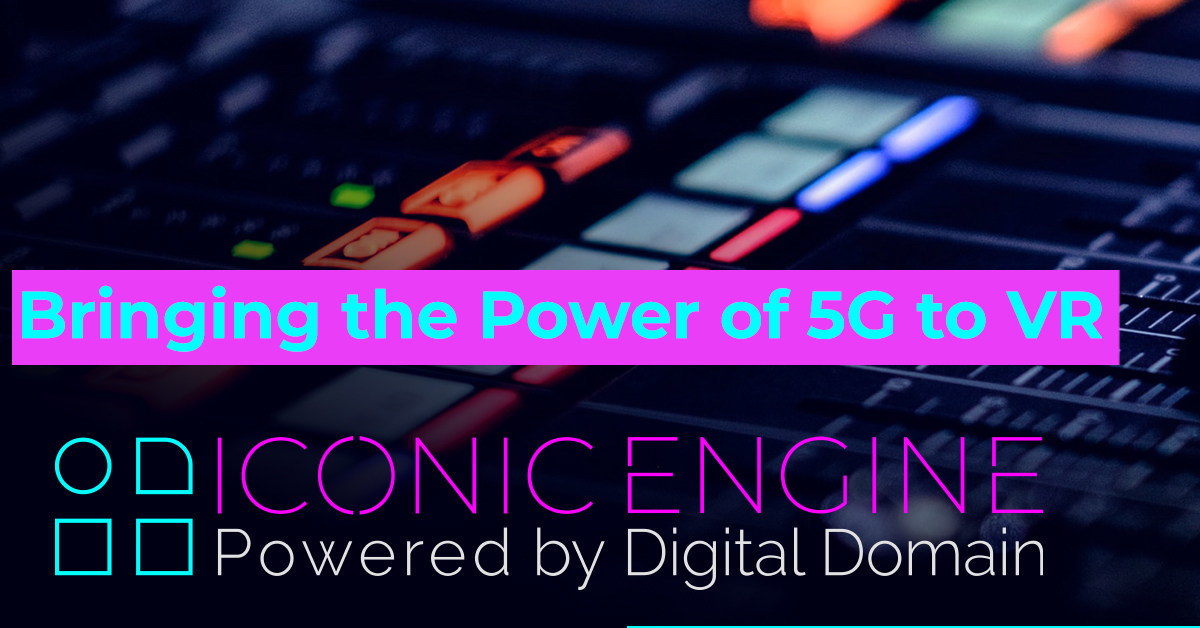 Bringing the Power of 5G to VR
ICONIC ENGINE
Powered by Digital Domain